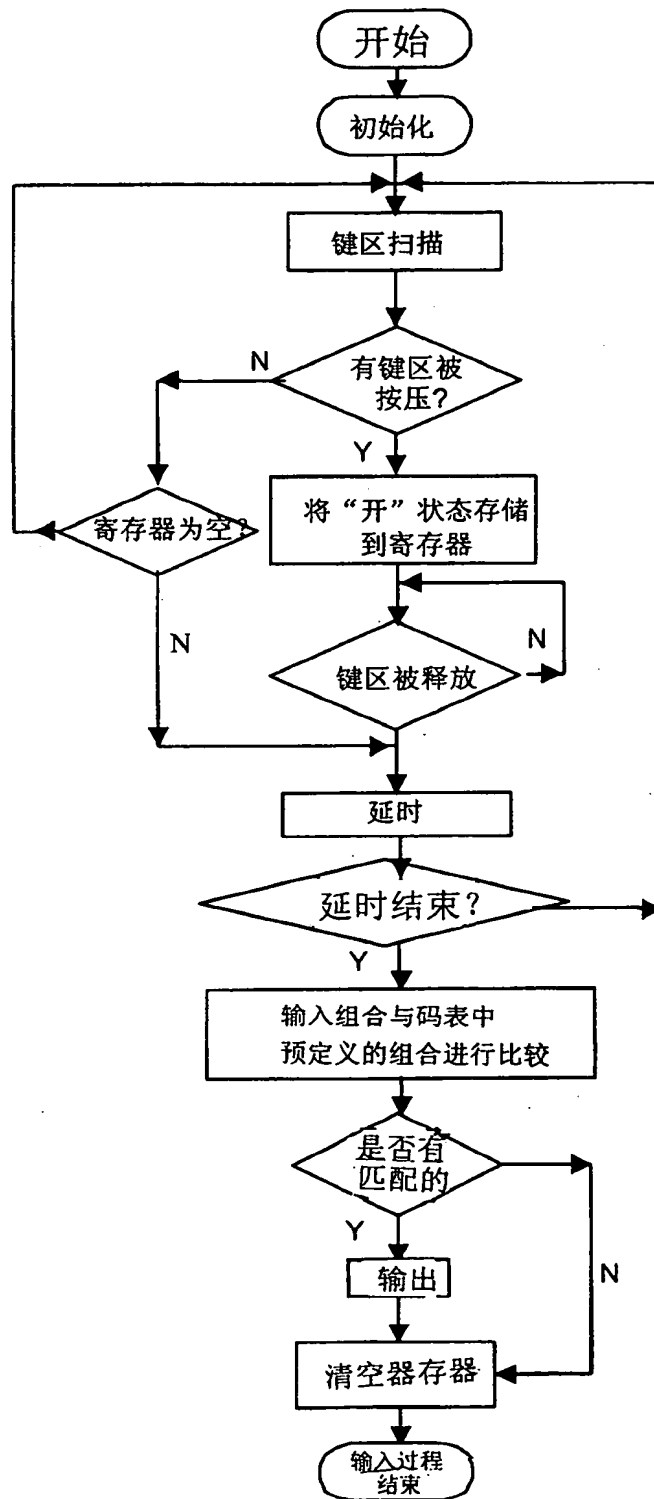 开始
初始化
键区扫描
N
有键区被
按压?
Y
寄存器为空?
将“开”状态存储
到寄存器
N
N
键区被释放
延时
延时结束?
Y
输入组合与码表中
预定义的组合进行比较
是否有
匹配的
Y
N
输出
清空器存器
输入过程
结束